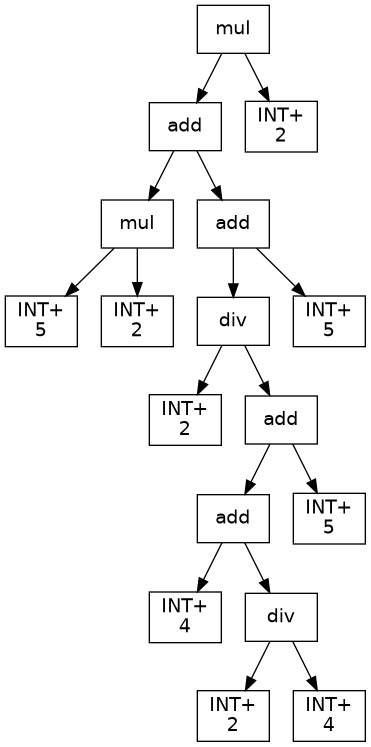 mul
add
INT+
2
mul
add
INT+
5
INT+
2
div
INT+
5
INT+
2
add
add
INT+
5
INT+
4
div
INT+
2
INT+
4